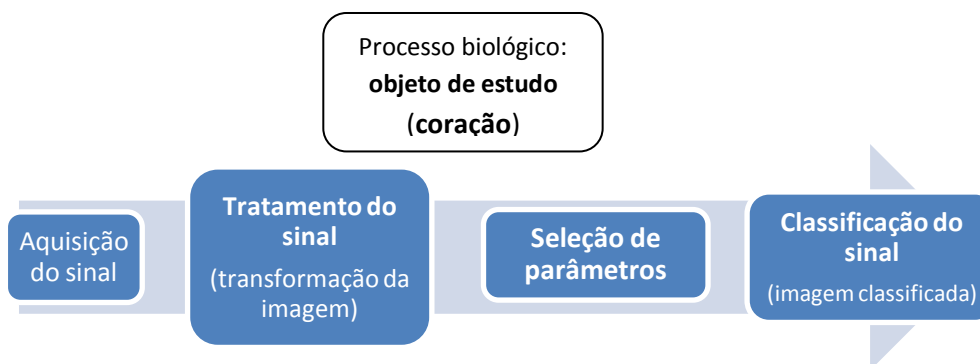 Processo biológico:
objeto de estudo
(coração)
Aquisição
do sinal
Tratamento do
sinal
(transformação da
imagem)
Seleção de
parâmetros
Classificação do
sinal
(imagem classificada)